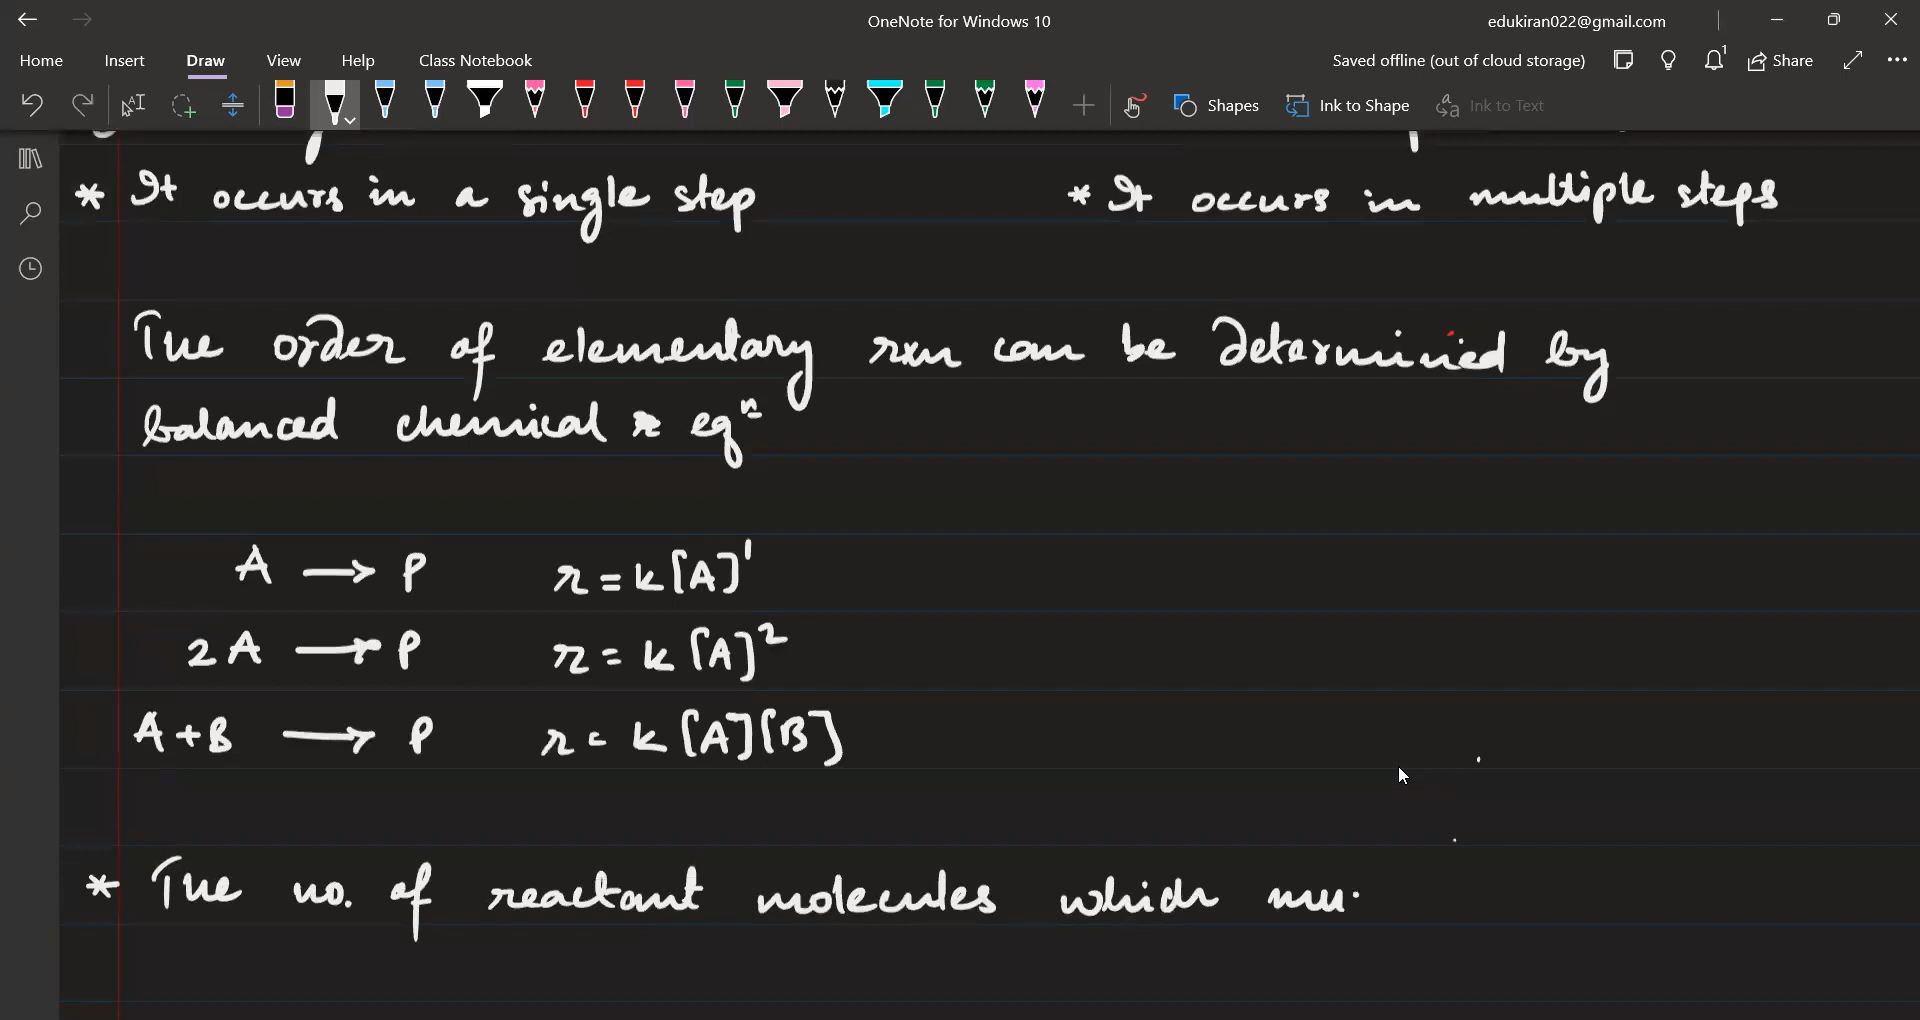 OneNote for Windows 10
edukiran022@gmail.com
Home Insert Draw View Help Class Notebook
Saved offline (out of cloud storage)
1
Share
Shapes Ink to Shape Ink to Text
* It occurs in a single step
* It occurs in multiple steps
The order of elementary rxn can be determinied by
balanced chemical eqⁿ
A → P r = k[A]¹
2A → P r = k[A]²
A+B → P r = k[A][B]
* The no. of reactant molecules which mu